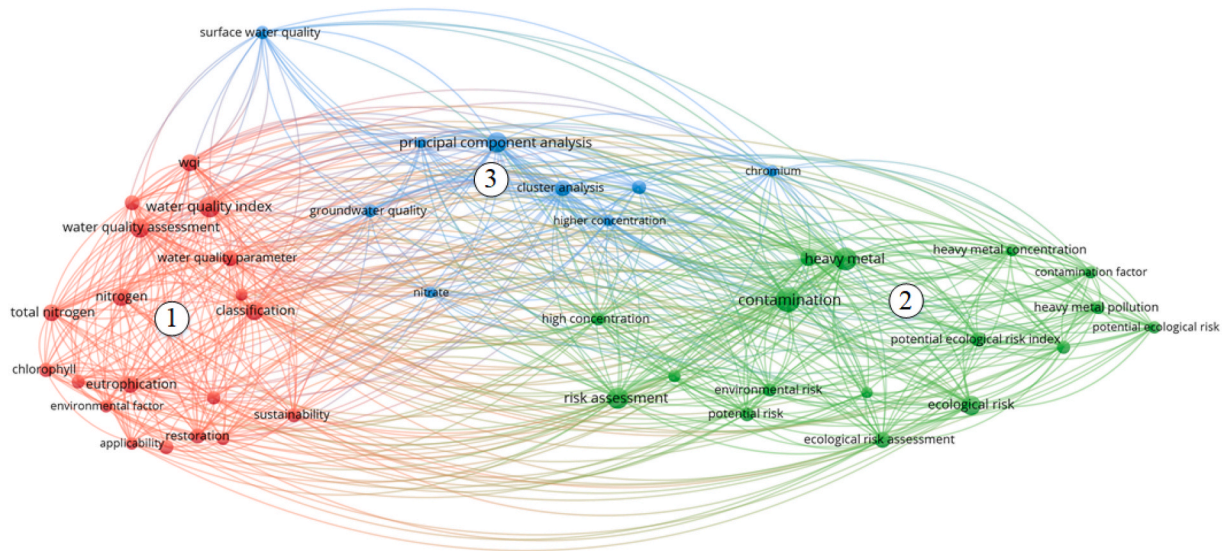 surface water quality
principal component analysis
wqi
3
chromium
cluster analysis
water quality index
groundwater quality
higher concentration
water quality assessment
heavy metal concentration
water quality parameter
heavy metal
contamination factor
nitrogen
nitrate
contamination
2
total nitrogen
classification
1
high concentration
heavy metal pollution
potential ecological risk
potential ecological risk index
chlorophyll
eutrophication
environmental risk
risk assessment
environmental factor
sustainability
potential risk
ecological risk
applicability
restoration
ecological risk assessment